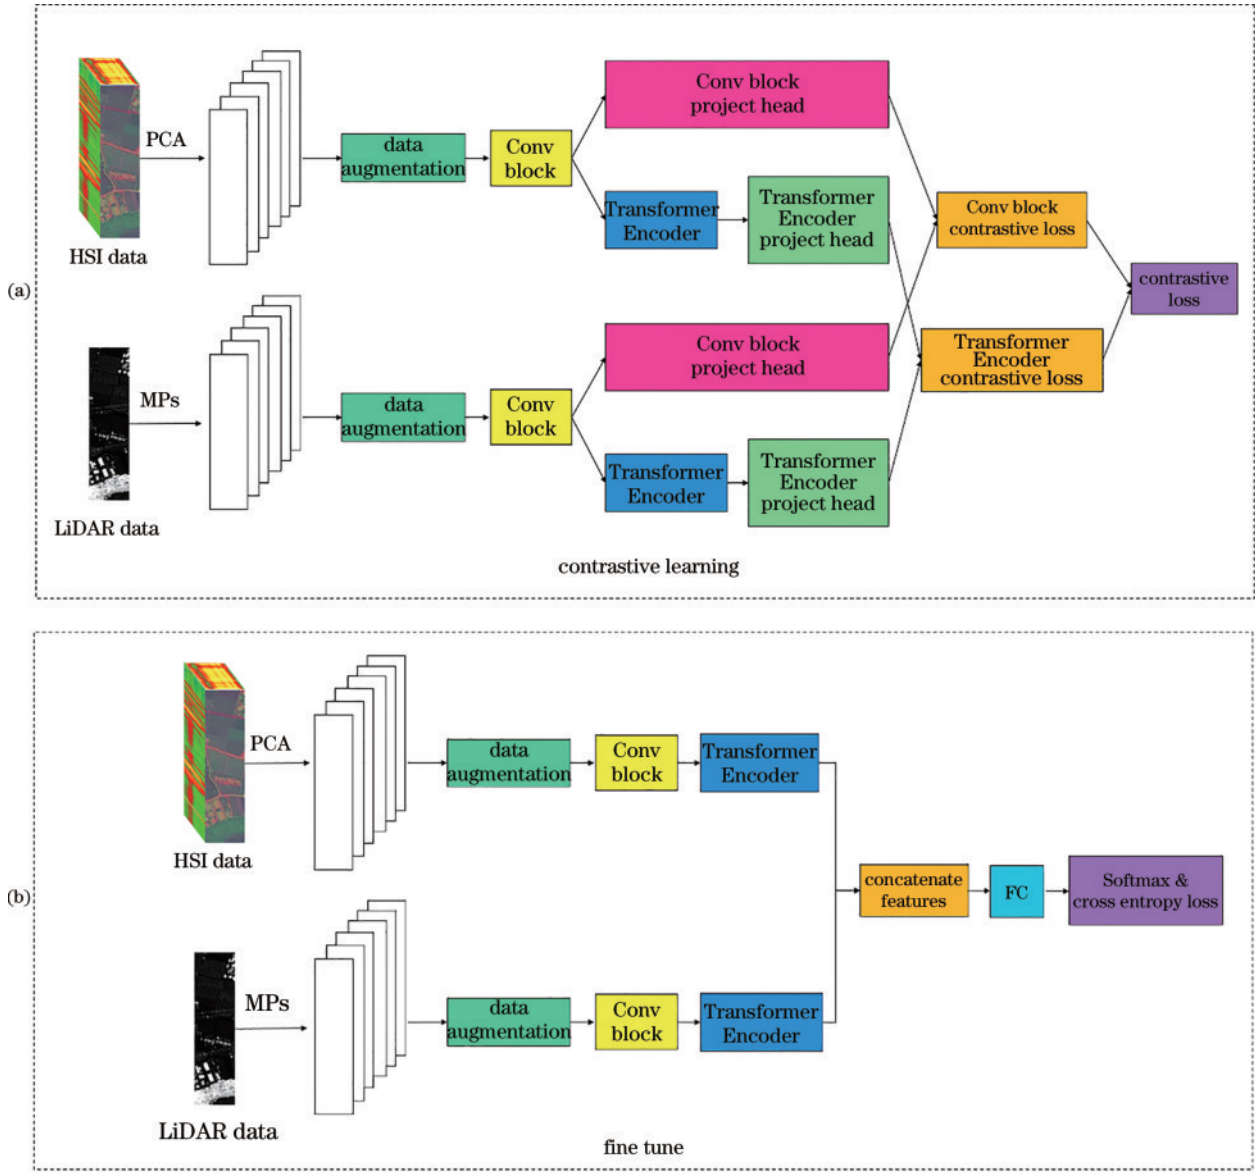 (a)
HSI data
PCA
data
augmentation
Conv
block
Conv block
project head
Transformer
Encoder
Transformer
Encoder
project head
Conv block
contrastive loss
contrastive
loss
LiDAR data
MPs
data
augmentation
Conv
block
Conv block
project head
Transformer
Encoder
Transformer
Encoder
project head
Transformer
Encoder
contrastive loss
contrastive learning
(b)
HSI data
PCA
data
augmentation
Conv
block
Transformer
Encoder
concatenate
features
FC
Softmax &
cross entropy loss
LiDAR data
MPs
data
augmentation
Conv
block
Transformer
Encoder
fine tune